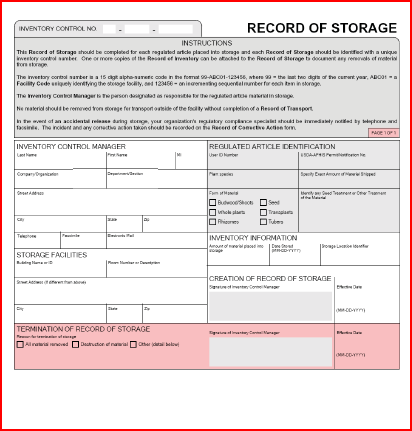 INVENTORY CONTROL NO. - -
RECORD OF STORAGE
INSTRUCTIONS
This Record of Storage should be completed for each regulated article placed into storage and each Record of Storage should be identified with a unique
inventory control number. One or more copies of the Record of Inventory can be attached to the Record of Storage to document any removals of material
from storage.
The inventory control number is a 15 digit alpha-numeric code in the format 99-ABC01-123456, where 99 = the last two digits of the current year, ABC01 = a
Facility Code uniquely identifying the storage facility, and 123456 = an incrementing sequential number for each item in storage.
The Inventory Control Manager is the person designated as responsible for the regulated article material in storage.
No material should be removed from storage for transport outside of the facility without completion of a Record of Transport.
In the event of an accidental release during storage, your organization's regulatory compliance specialist should be immediately notified by telephone and
facsimile. The incident and any corrective action taken should be recorded on the Record of Corrective Action form.
PAGE 1 OF 1
INVENTORY CONTROL MANAGER
Last Name First Name MI
Company/Organization Department/Section
Street Address
City State Zip
Telephone Facsimile Electronic Mail
STORAGE FACILITIES
Building Name or ID Room Number or Description
Street Address (if different from above)
City State Zip
REGULATED ARTICLE IDENTIFICATION
User ID Number USDA-APHIS Permit/Notification No.
Plant species Specify Exact Amount of Material Shipped
Form of Material Identify any Seed Treatment or Other Treatment
of the Material
Budwood/Shoots Seed
Whole plants Transplants
Rhizomes Tubers
INVENTORY INFORMATION
Amount of material placed into
storage Date Stored
(MM-DD-YYYY) Storage Location Identifier
CREATION OF RECORD OF STORAGE
Signature of Inventory Control Manager Effective Date
(MM-DD-YYYY)
TERMINATION OF RECORD OF STORAGE
Reason for termination of storage
All material removed Destruction of material Other (detail below)
Signature of Inventory Control Manager Effective Date
(MM-DD-YYYY)